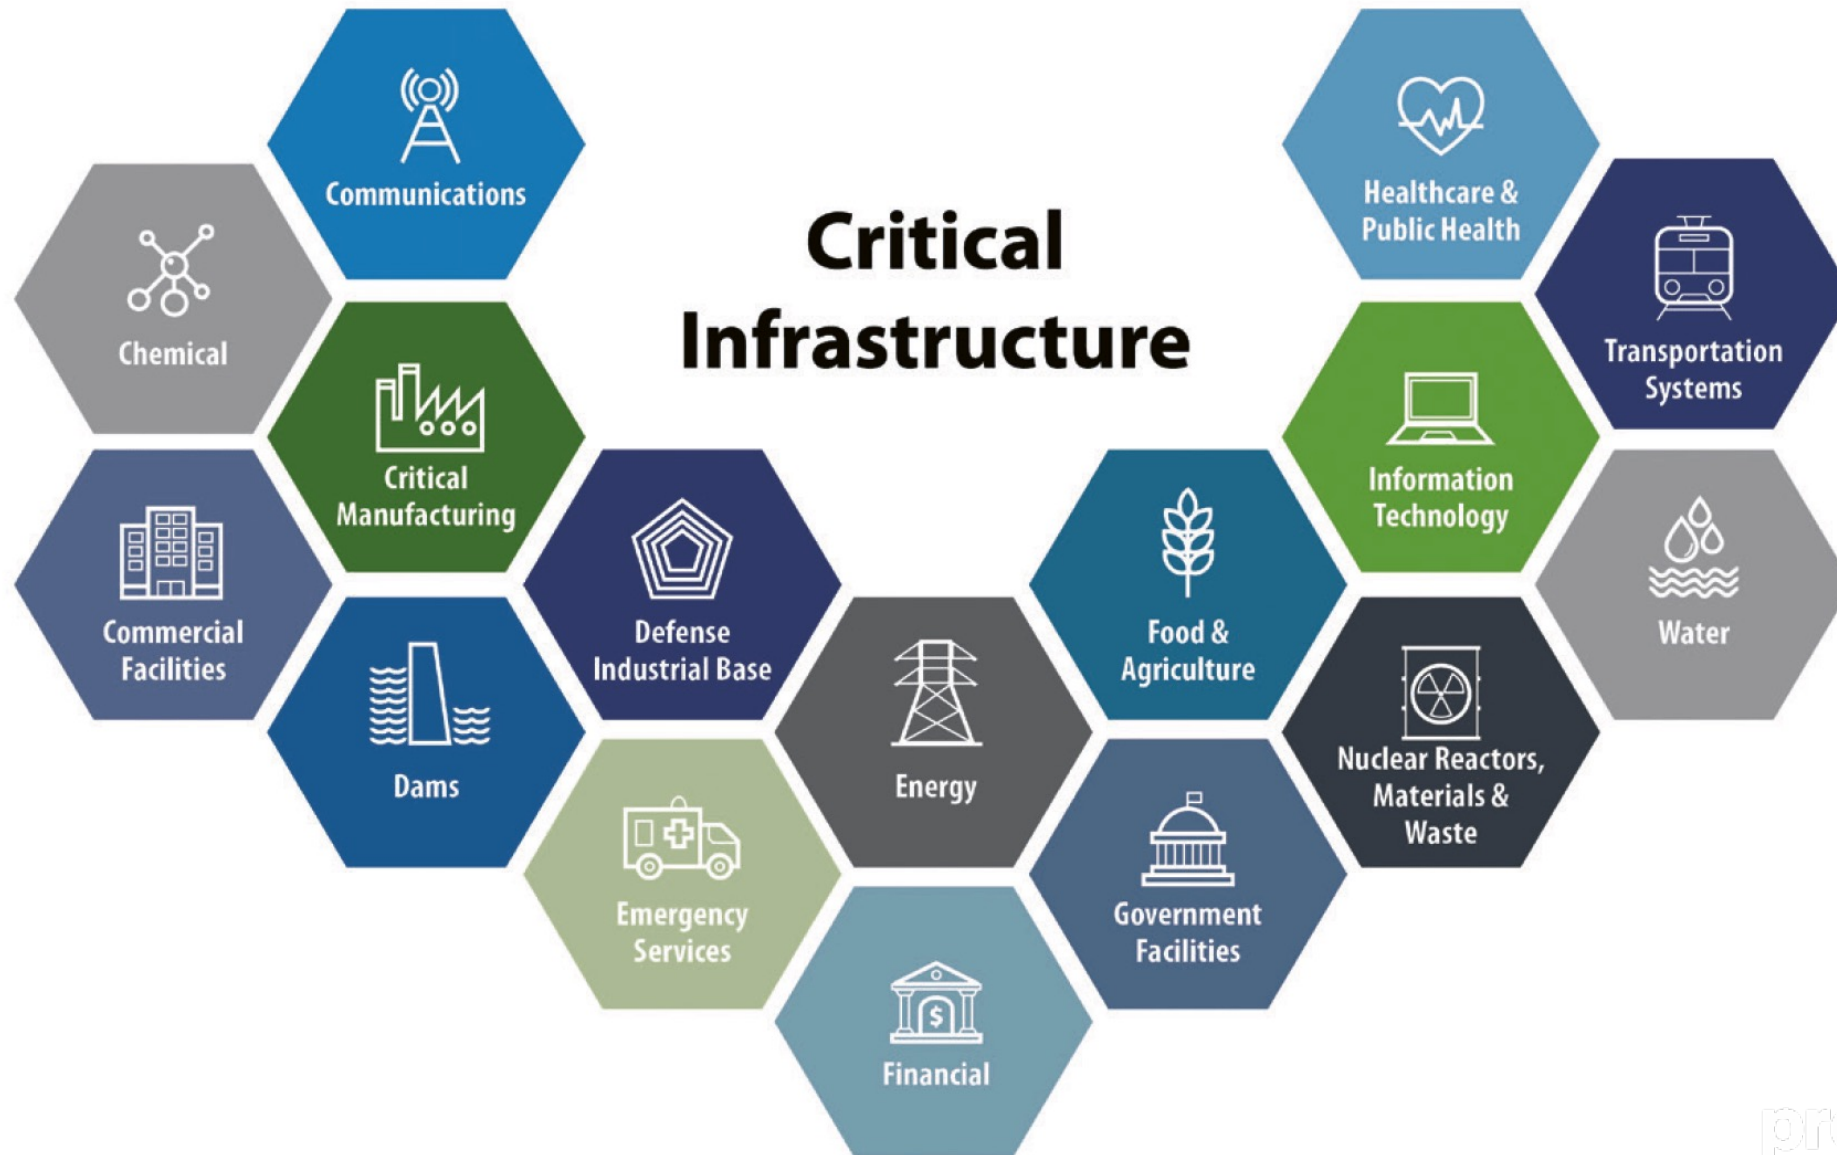 Communications
Healthcare &
Public Health
Chemical
Critical
Infrastructure
Transportation
Systems
Critical
Manufacturing
Information
Technology
Commercial
Facilities
Defense
Industrial Base
Food &
Agriculture
Water
Dams
Energy
Nuclear Reactors,
Materials &
Waste
Emergency
Services
Government
Facilities
$
Financial